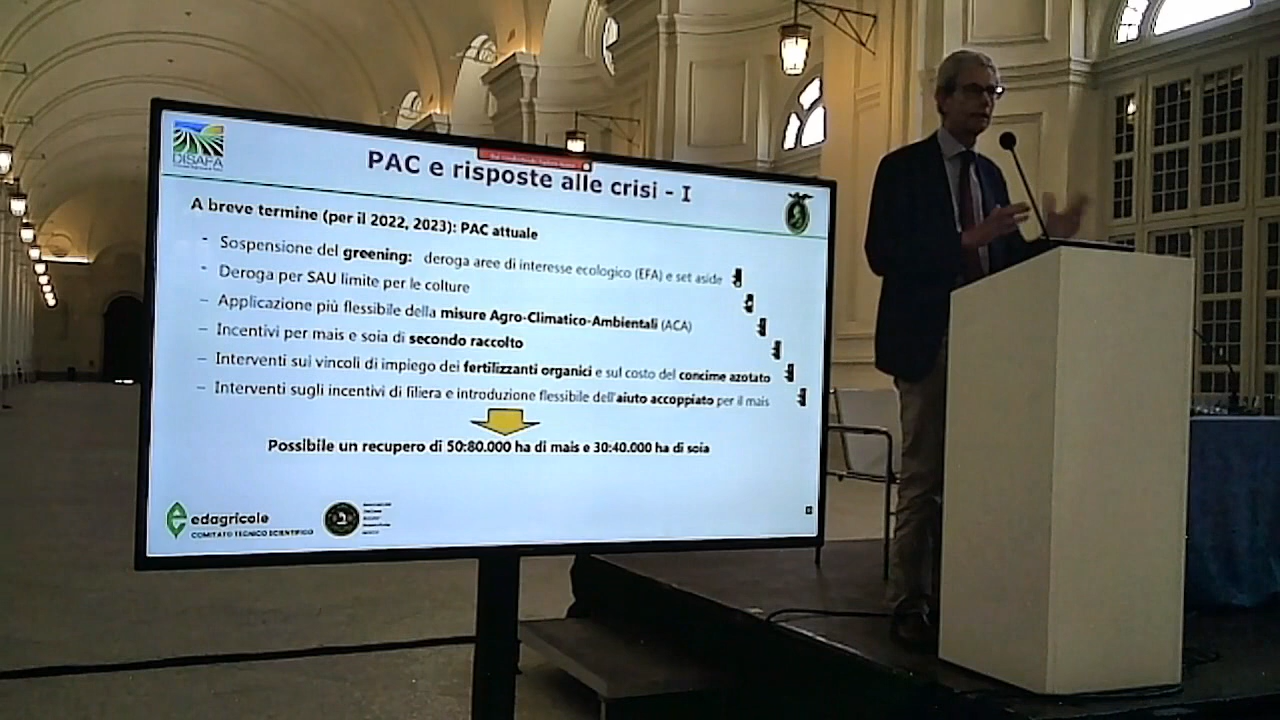 DISAFA
PAC e risposte alle crisi - I
A breve termine (per il 2022, 2023): PAC attuale
- Sospensione del greening: deroga aree di interesse ecologico (EFA) e set aside
- Deroga per SAU limite per le colture
– Applicazione più flessibile della misure Agro-Climatico-Ambientali (ACA)
– Incentivi per mais e soia di secondo raccolto
– Interventi sui vincoli di impiego dei fertilizzanti organici e sul costo del concime azotato
– Interventi sugli incentivi di filiera e introduzione flessibile dell'aiuto accoppiato per il mais
Possibile un recupero di 50:80.000 ha di mais e 30:40.000 ha di soia
edagricole
COMITATO TECNICO SCIENTIFICO